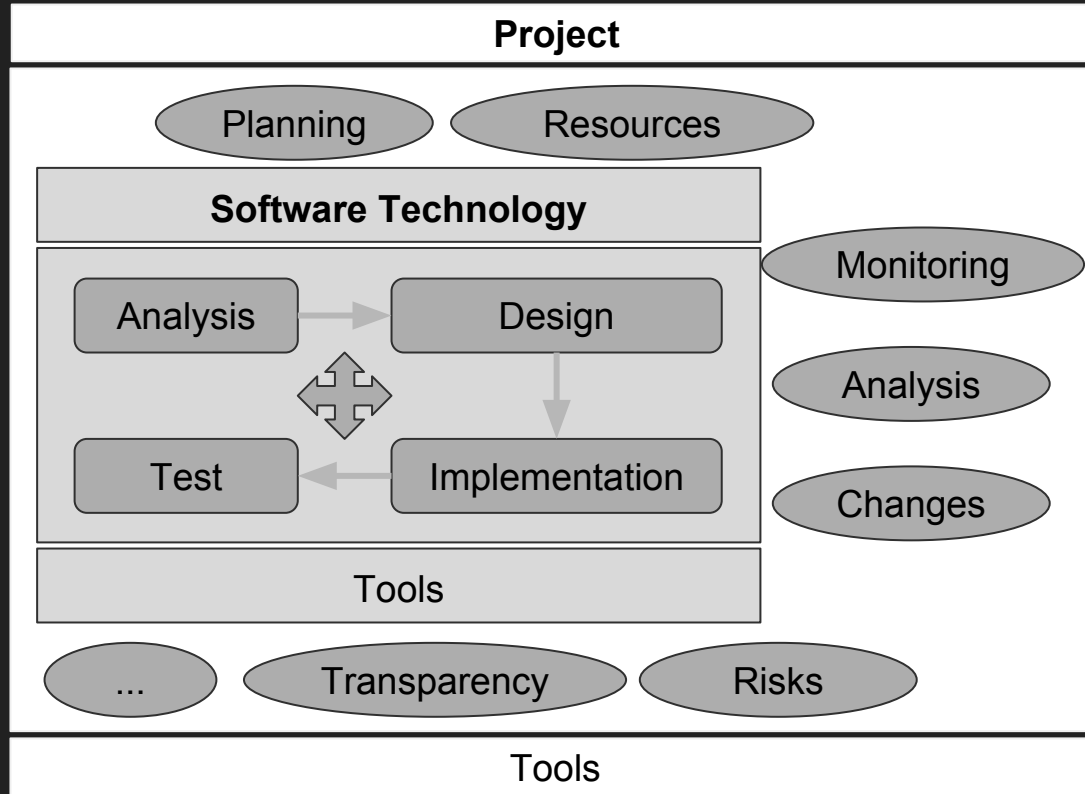 Project
Planning
Resources
Software Technology
Monitoring
Analysis
Design
Analysis
Test
Implementation
Changes
Tools
...
Transparency
Risks
Tools